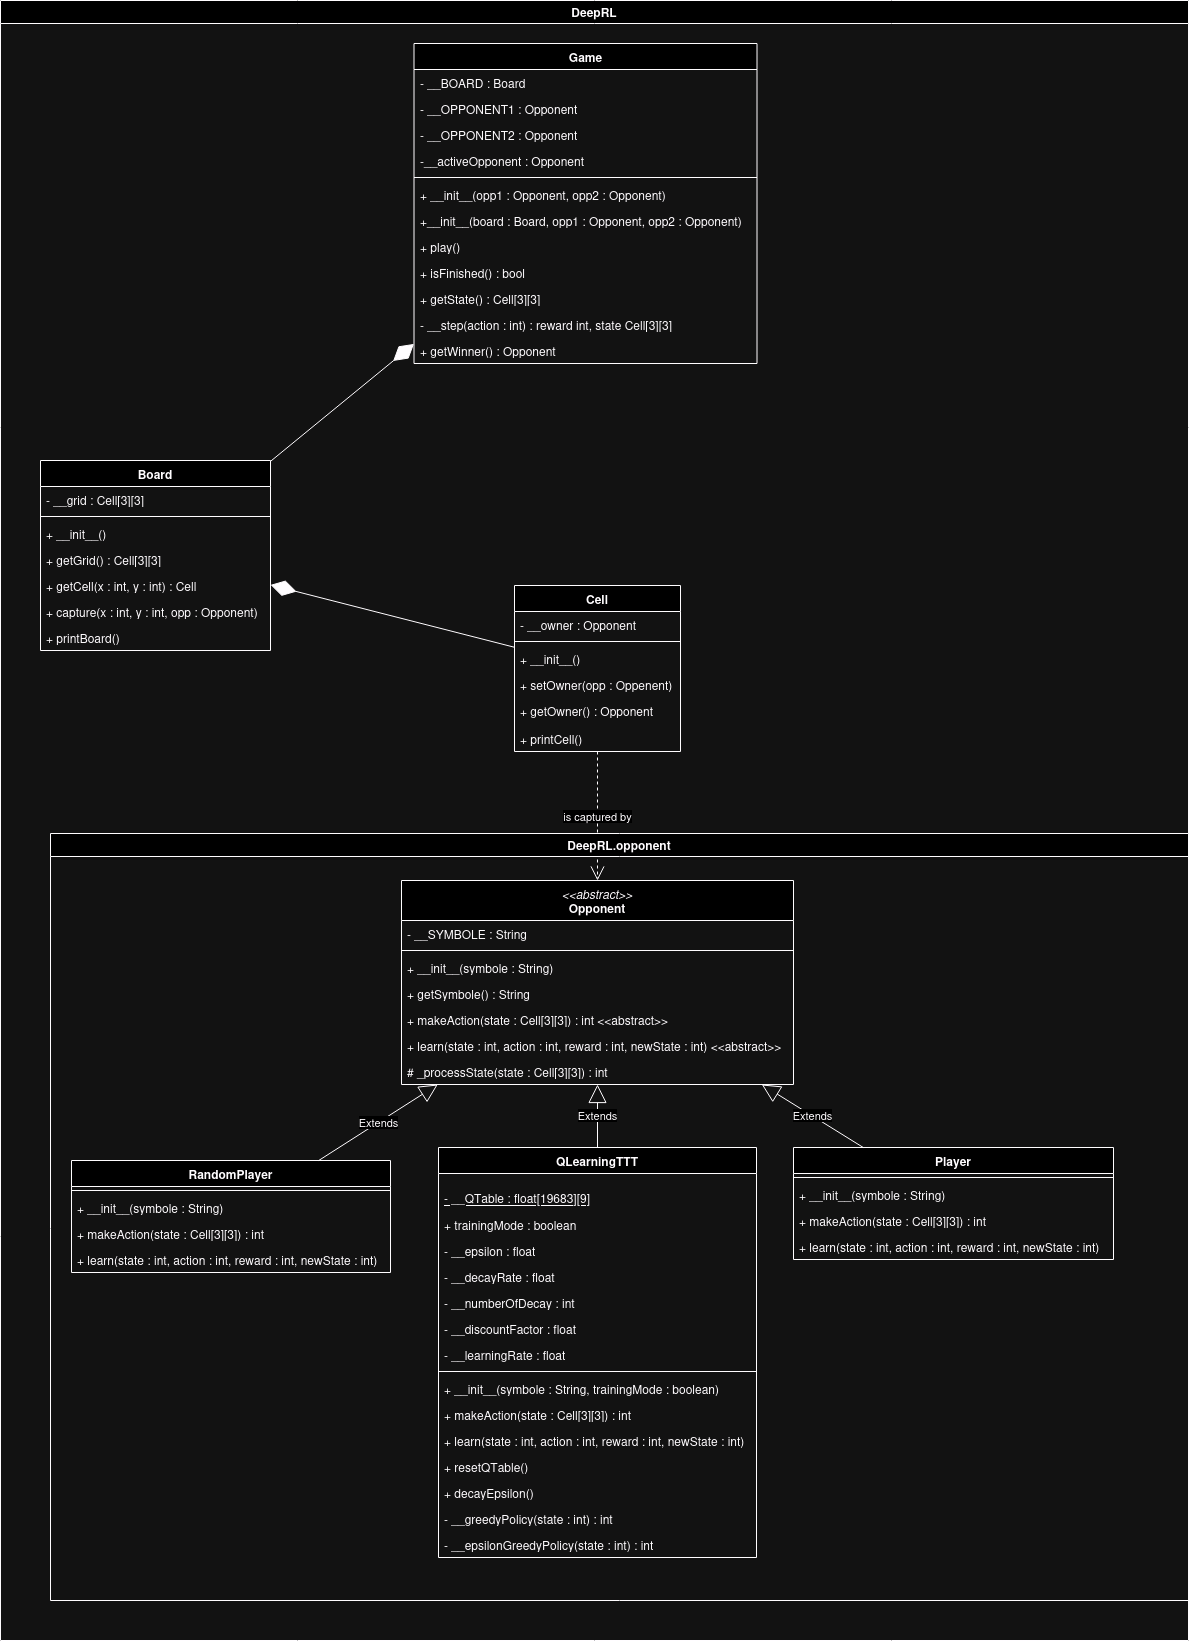 DeepRL
Game
- __BOARD : Board
- __OPPONENT1 : Opponent
- __OPPONENT2 : Opponent
-__activeOpponent : Opponent
+ __init__(opp1 : Opponent, opp2 : Opponent)
+__init__(board : Board, opp1 : Opponent, opp2 : Opponent)
+ play()
+ isFinished() : bool
+ getState() : Cell[3][3]
- __step(action : int) : reward int, state Cell[3][3]
+ getWinner() : Opponent
Board
- __grid : Cell[3][3]
+ __init__()
+ getGrid() : Cell[3][3]
+ getCell(x : int, y : int) : Cell
+ capture(x : int, y : int, opp : Opponent)
+ printBoard()
Cell
- __owner : Opponent
+ __init__()
+ setOwner(opp : Oppenent)
+ getOwner() : Opponent
+ printCell()
is captured by
DeepRL.opponent
<<abstract>>
Opponent
- __SYMBOLE : String
+ __init__(symbole : String)
+ getSymbole() : String
+ makeAction(state : Cell[3][3]) : int <<abstract>>
+ learn(state : int, action : int, reward : int, newState : int) <<abstract>>
# _processState(state : Cell[3][3]) : int
Extends
Extends
Extends
RandomPlayer
+ __init__(symbole : String)
+ makeAction(state : Cell[3][3]) : int
+ learn(state : int, action : int, reward : int, newState : int)
QLearningTTT
- __QTable : float[19683][9]
+ trainingMode : boolean
- __epsilon : float
- __decayRate : float
- __numberOfDecay : int
- __discountFactor : float
- __learningRate : float
+ __init__(symbole : String, trainingMode : boolean)
+ makeAction(state : Cell[3][3]) : int
+ learn(state : int, action : int, reward : int, newState : int)
+ resetQTable()
+ decayEpsilon()
- __greedyPolicy(state : int) : int
- __epsilonGreedyPolicy(state : int) : int
Player
+ __init__(symbole : String)
+ makeAction(state : Cell[3][3]) : int
+ learn(state : int, action : int, reward : int, newState : int)